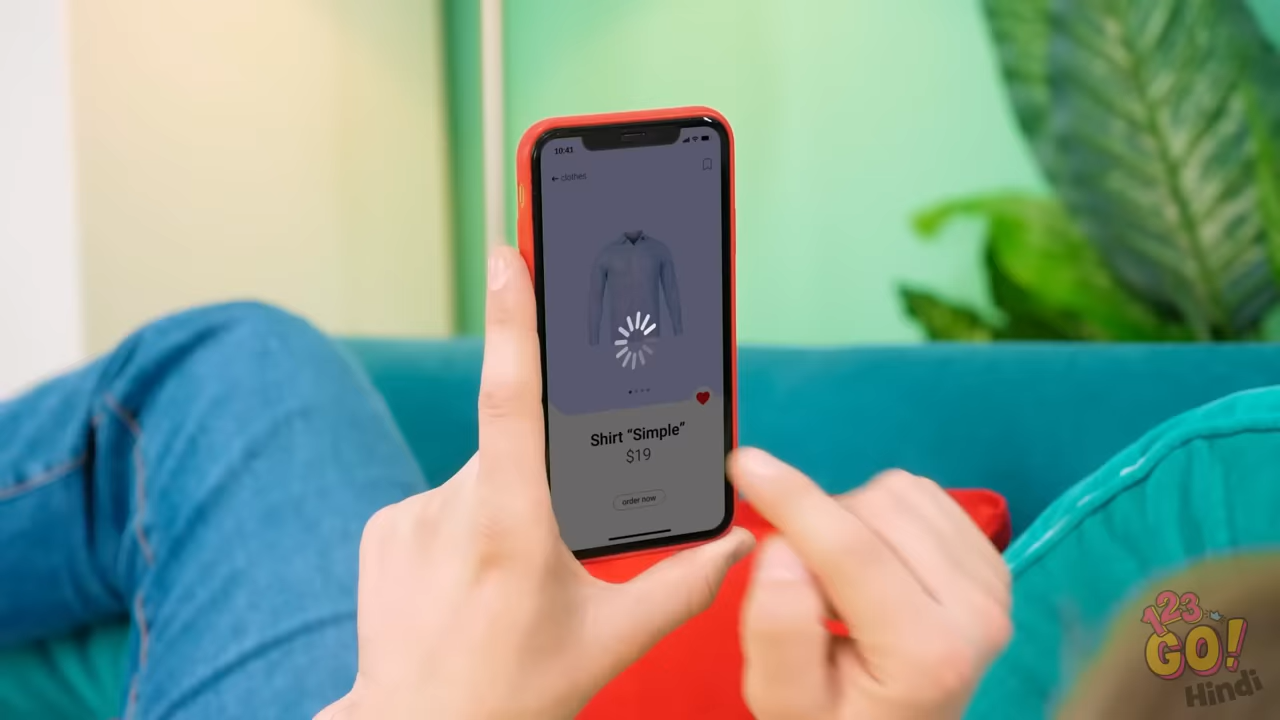 10:41
← clothes
Shirt “Simple”
$19
order now
123
GO!
Hindi